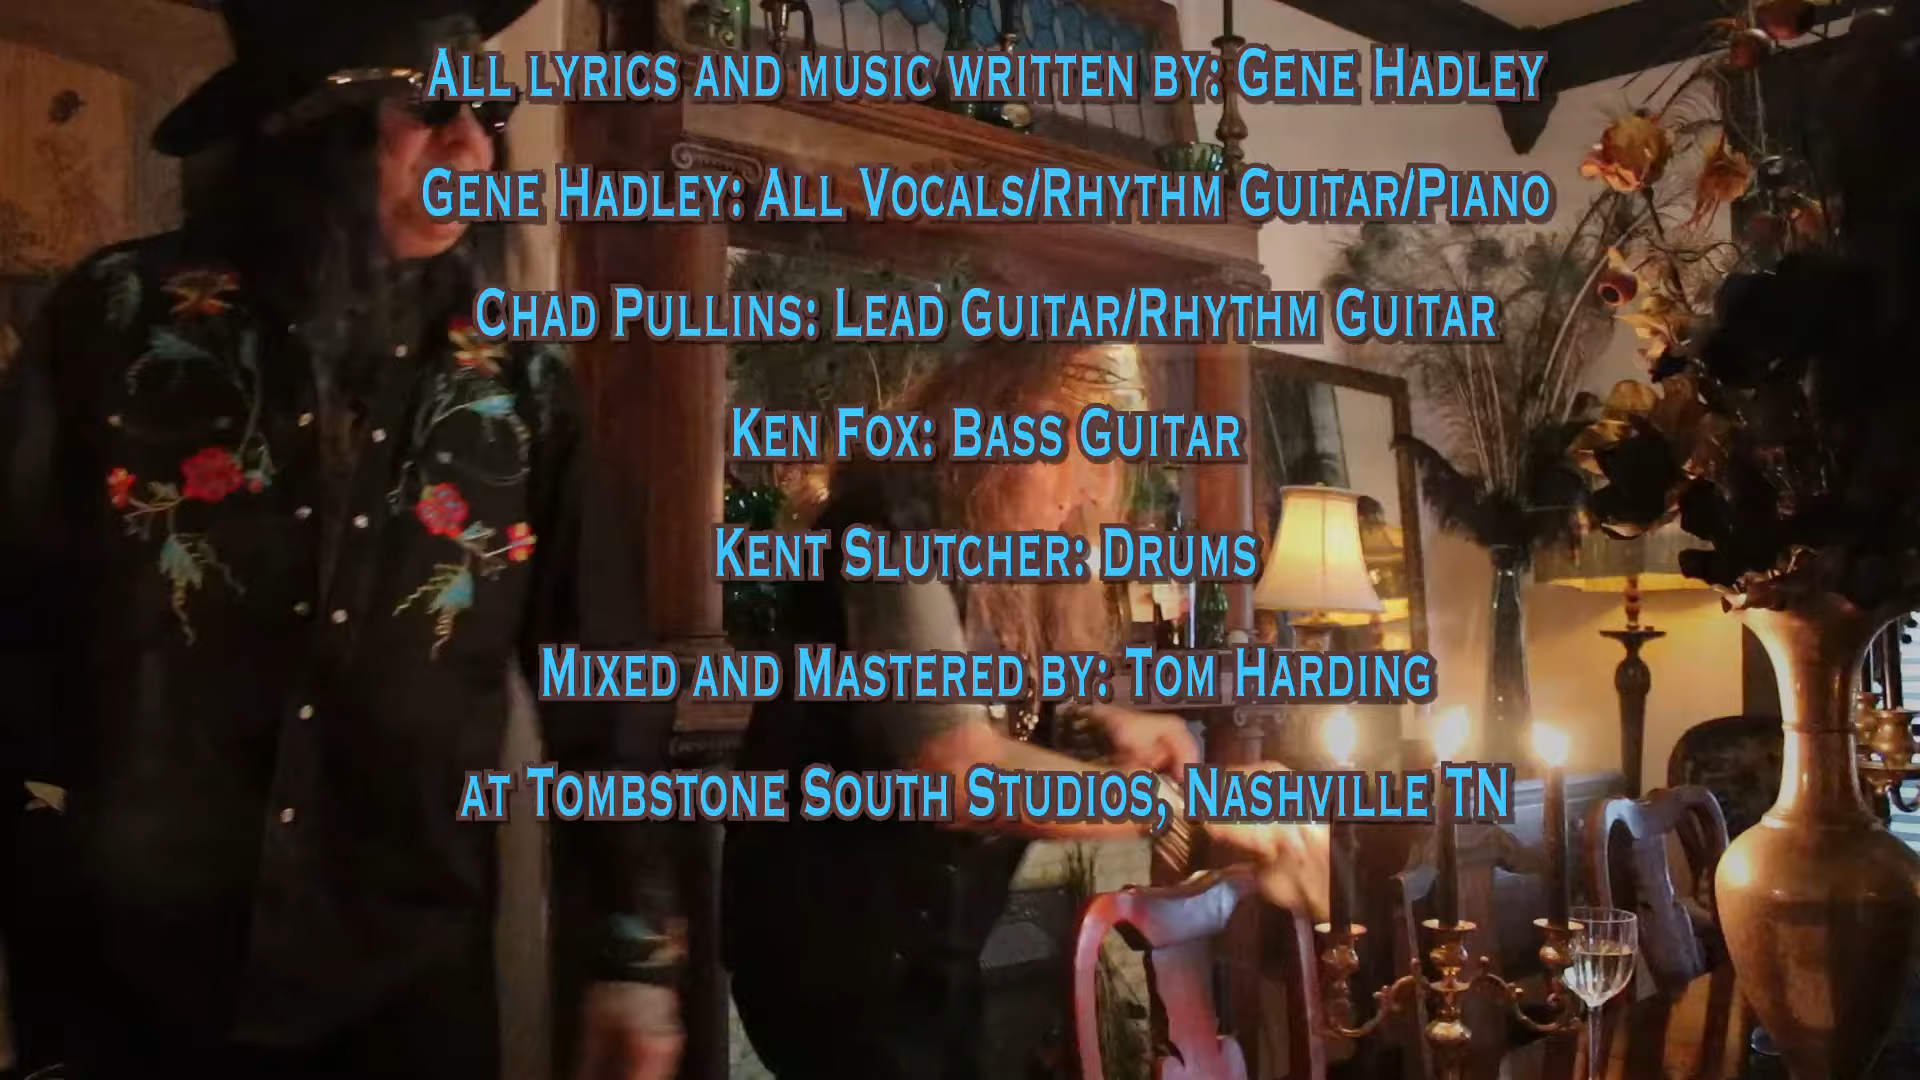 All lyrics and music written by: Gene Hadley
Gene Hadley: All Vocals/Rhythm Guitar/Piano
Chad Pullins: Lead Guitar/Rhythm Guitar
Ken Fox: Bass Guitar
Kent Slutcher: Drums
Mixed and Mastered by: Tom Harding
at Tombstone South Studios, Nashville TN